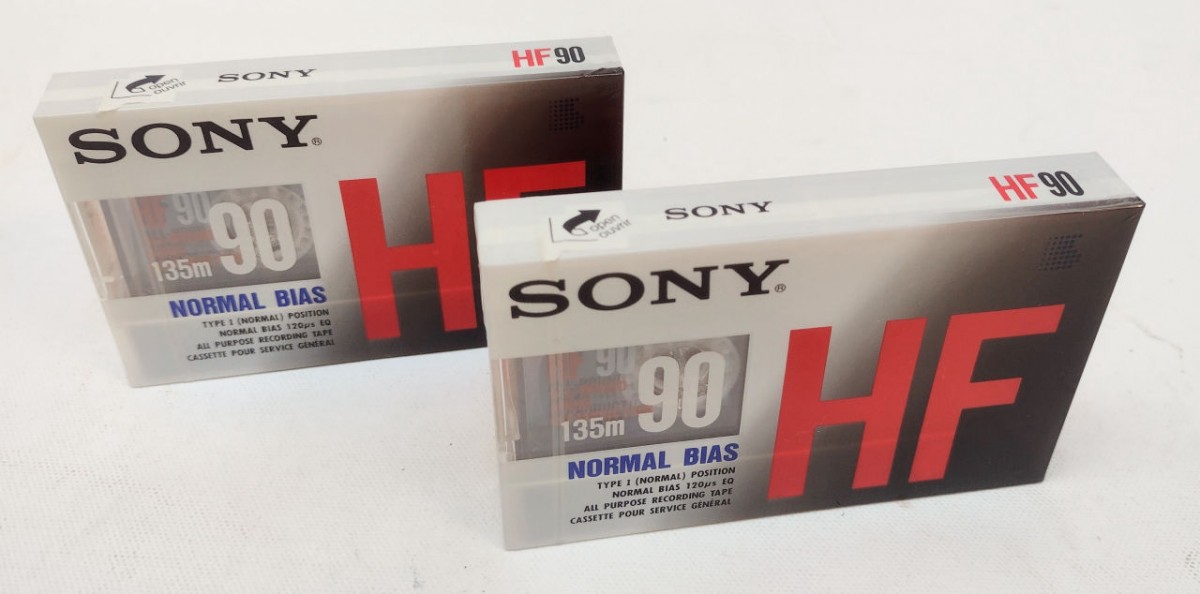 open
ouvrir
SONY
HF90
SONY®
HF
90
90
135m
NORMAL BIAS
TYPE I (NORMAL) POSITION
NORMAL BIAS 120µs EQ
ALL PURPOSE RECORDING TAPE
CASSETTE POUR SERVICE GÉNÉRAL
open
ouvrir
SONY
HF90
SONY®
HF
90
90
135m
NORMAL BIAS
TYPE I (NORMAL) POSITION
NORMAL BIAS 120µs EQ
ALL PURPOSE RECORDING TAPE
CASSETTE POUR SERVICE GÉNÉRAL